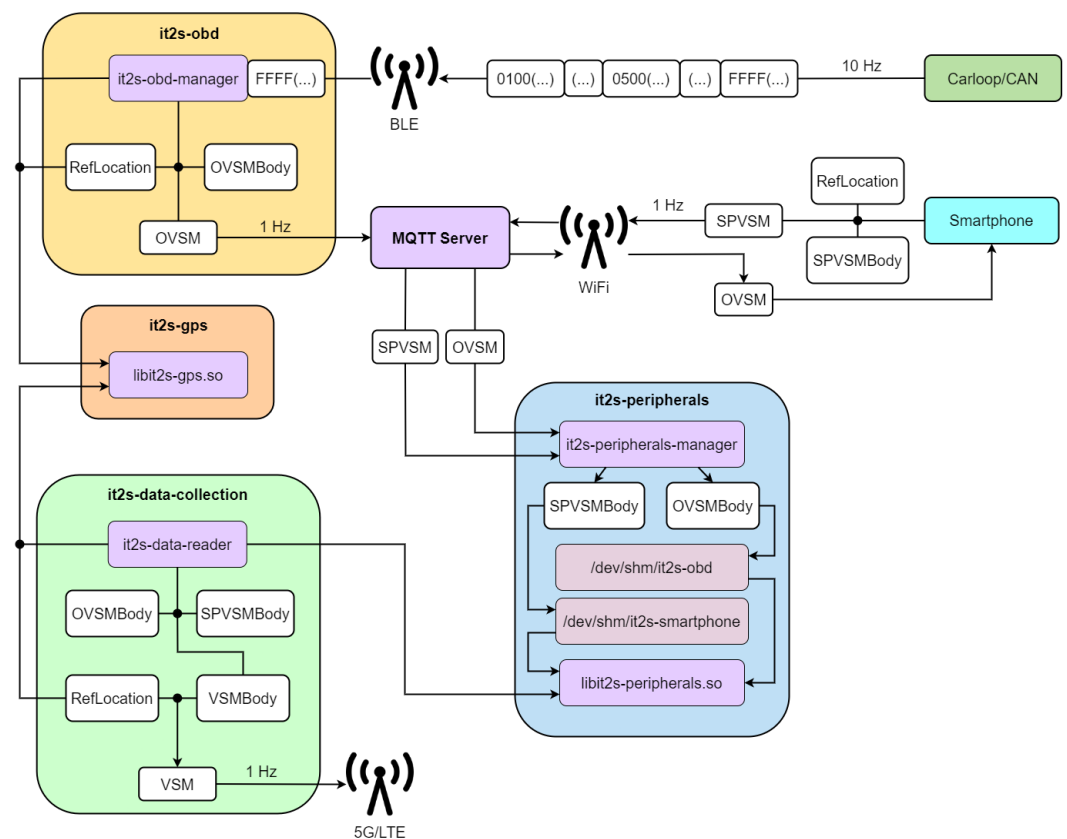 it2s-obd
it2s-obd-manager
FFFF(...)
BLE
0100(...)
(...)
0500(...)
(...)
FFFF(...)
10 Hz
Carloop/CAN
RefLocation
OVSMBody
OVSM
1 Hz
MQTT Server
WiFi
1 Hz
SPVSM
RefLocation
SPVSMBody
Smartphone
OVSM
it2s-gps
libit2s-gps.so
SPVSM
OVSM
it2s-peripherals
it2s-peripherals-manager
SPVSMBody
OVSMBody
/dev/shm/it2s-obd
/dev/shm/it2s-smartphone
libit2s-peripherals.so
it2s-data-collection
it2s-data-reader
OVSMBody
SPVSMBody
RefLocation
VSMBody
VSM
1 Hz
5G/LTE